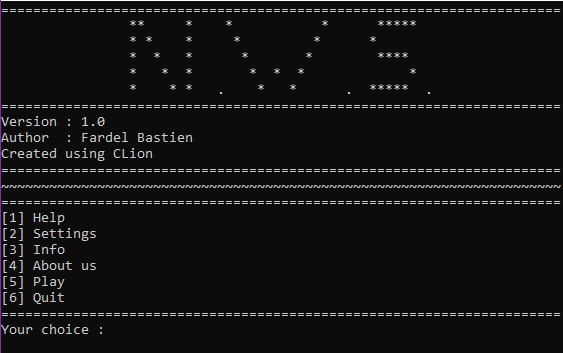 ======================================================================
                **     *    *           *      *****
                * *    *     *         *      *
                *  *   *      *       *        ****
                *   *  *       *  *  *             *
                *    * *   .    *   *      .  *****  .
======================================================================
Version : 1.0
Author  : Fardel Bastien
Created using CLion
======================================================================
~~~~~~~~~~~~~~~~~~~~~~~~~~~~~~~~~~~~~~~~~~~~~~~~~~~~~~~~~~~~~~~~~~~~~~
======================================================================
[1] Help
[2] Settings
[3] Info
[4] About us
[5] Play
[6] Quit
======================================================================
Your choice :